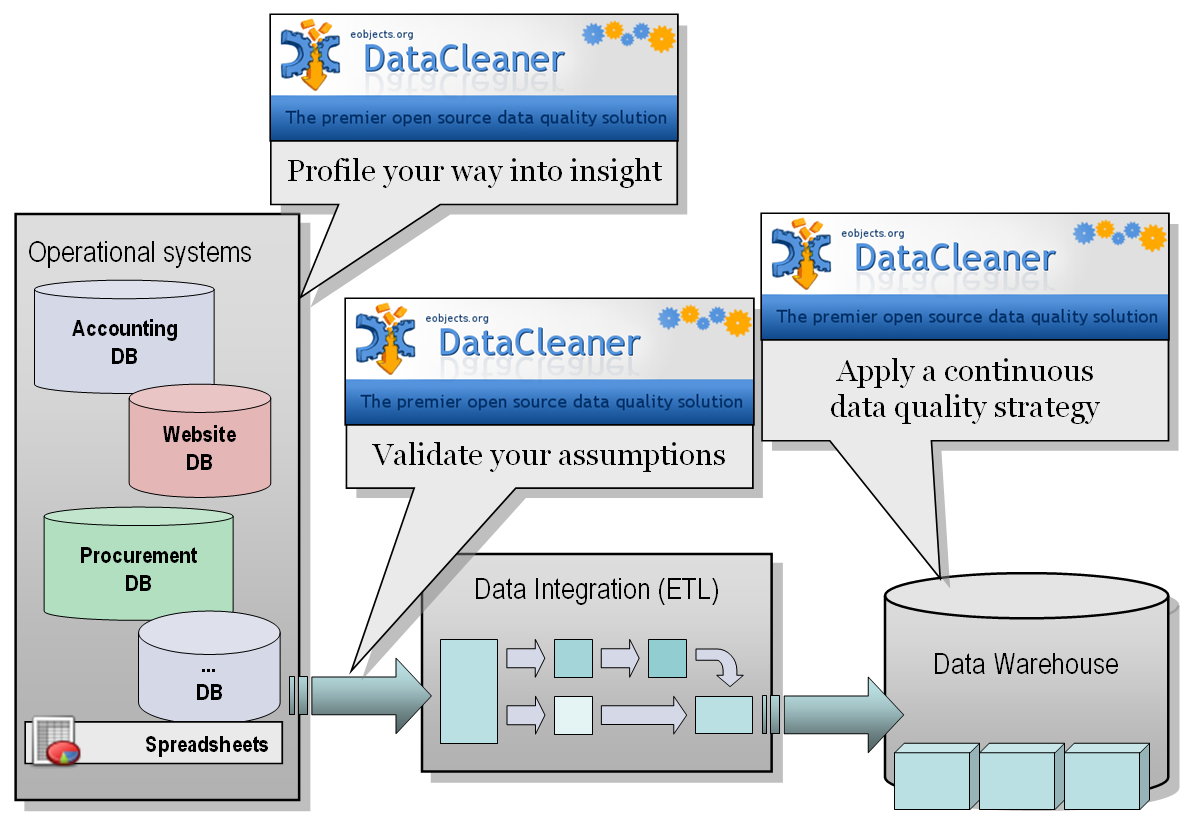 eobjects.org
DataCleaner
The premier open source data quality solution
Profile your way into insight
Operational systems
Accounting
DB
Website
DB
Procurement
DB
...
DB
Spreadsheets
eobjects.org
DataCleaner
The premier open source data quality solution
Validate your assumptions
Data Integration (ETL)
eobjects.org
DataCleaner
The premier open source data quality solution
Apply a continuous
data quality strategy
Data Warehouse